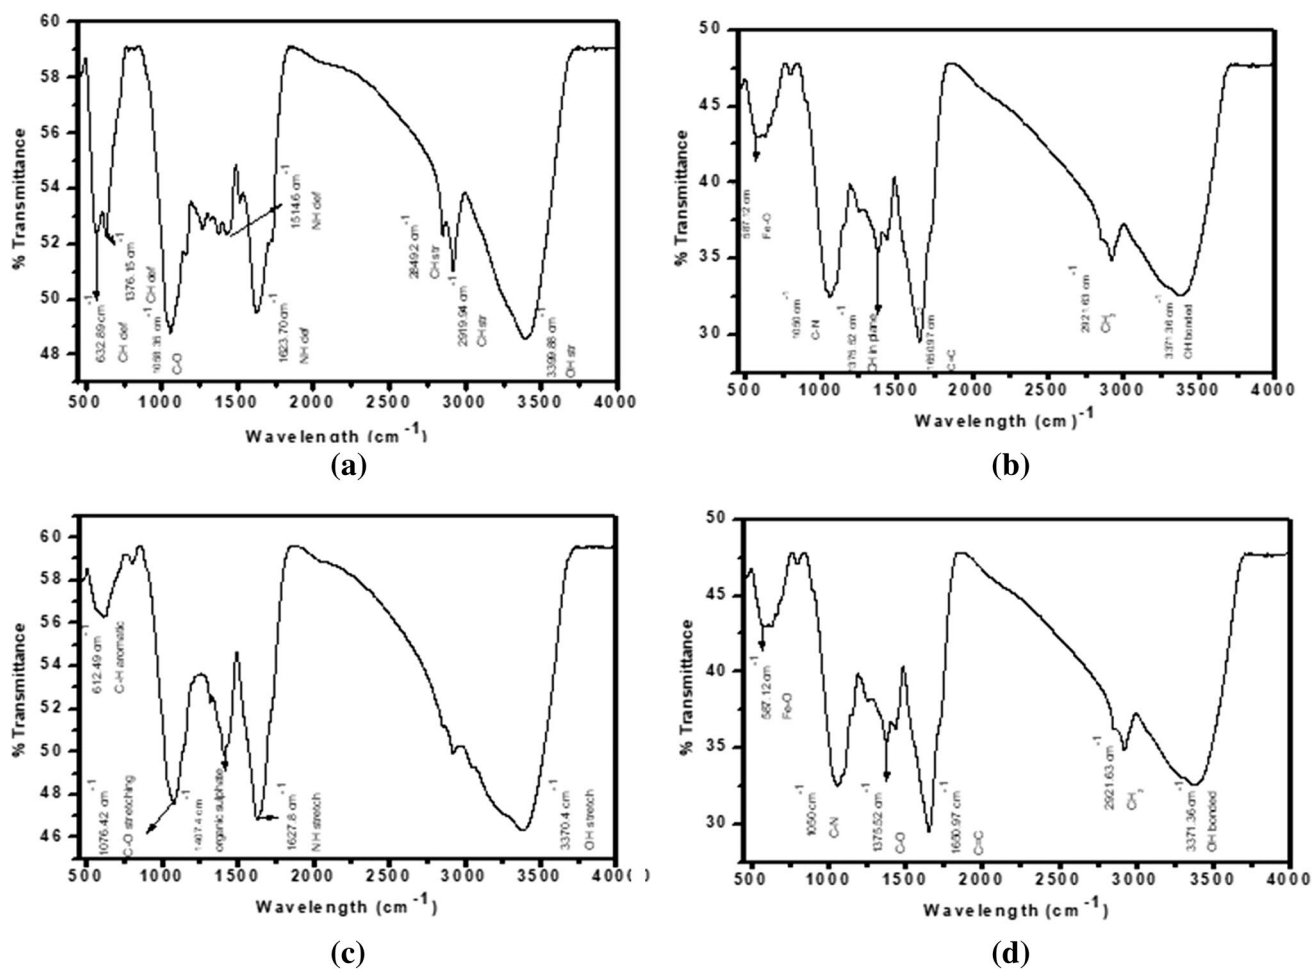 60
58
56
54
52
50
48
% Transmittance
632.89 cm-1
CH def
1376.15 cm-1
CH def
1058.35 cm-1
C-O
1514.6 cm-1
NH def
1623.70 cm-1
NH def
2849.2 cm-1
CH str
2919.94 cm-1
CH str
3399.88 cm-1
OH str
500 1000 1500 2000 2500 3000 3500 4000
Wavelength (cm-1)
(a)
50
45
40
35
30
% Transmittance
587.12 cm-1
Fe-O
1050 cm-1
C-N
1375.52 cm-1
CH in plane
1650.97 cm-1
C=C
2921.63 cm-1
CH2
3371.36 cm-1
OH bonded
500 1000 1500 2000 2500 3000 3500 4000
Wavelength (cm)-1
(b)
60
58
56
54
52
50
48
46
% Transmittance
612.49 cm-1
C-H aromatic
1076.42 cm-1
C-O stretching
1407.4 cm-1
organic sulphate
1627.8 cm-1
NH stretch
3370.4 cm-1
OH stretch
500 1000 1500 2000 2500 3000 3500 4000
Wavelength (cm-1)
(c)
50
45
40
35
30
% Transmittance
587.12 cm-1
Fe-O
1050 cm-1
C-N
1375.52 cm-1
C-O
1650.97 cm-1
C=C
2921.63 cm-1
CH2
3371.36 cm-1
OH bonded
500 1000 1500 2000 2500 3000 3500 4000
Wavelength (cm-1)
(d)